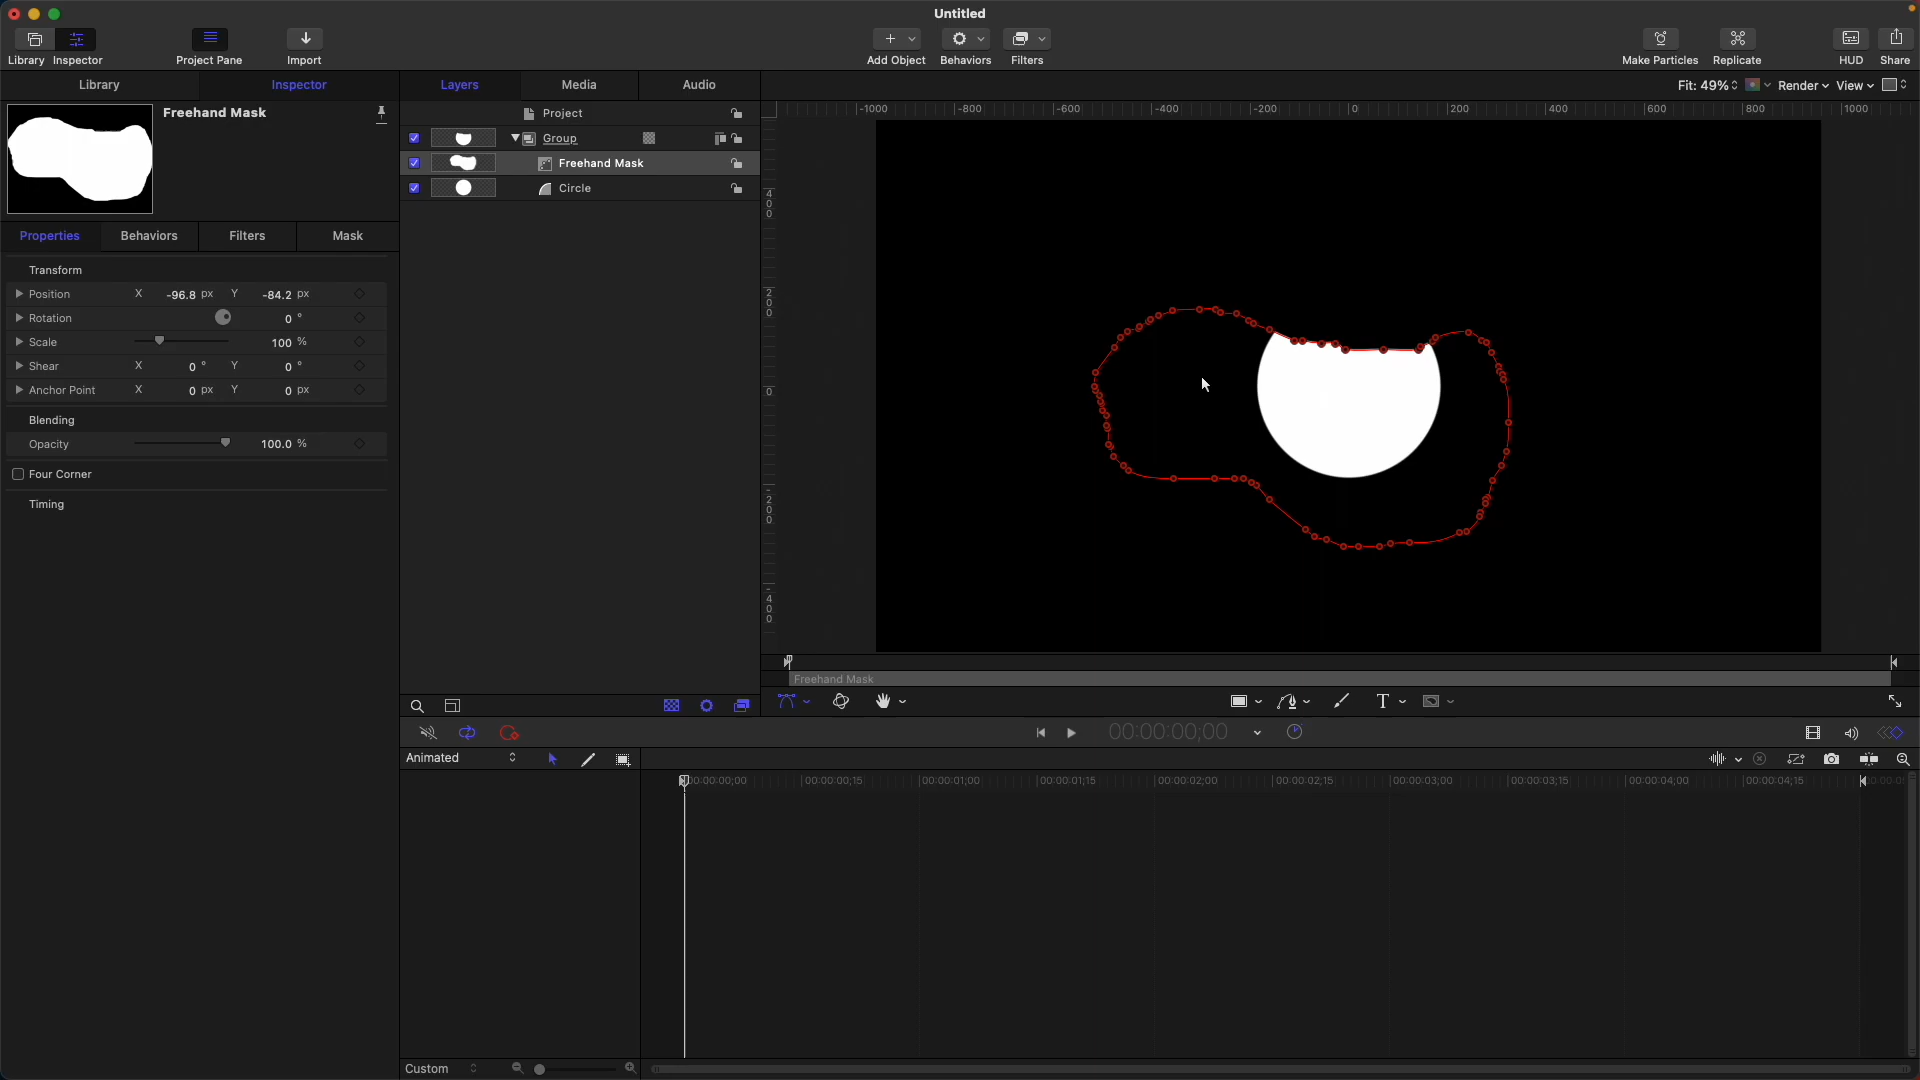 Untitled
Library Inspector Project Pane Import Add Object Behaviors Filters Make Particles Replicate HUD Share
Library Inspector Layers Media Audio Fit: 49% Render View
Freehand Mask
Project
Group
Freehand Mask
Circle
-1000 -800 -600 -400 -200 0 200 400 600 800 1000
400
200
0
-200
-400
Properties Behaviors Filters Mask
Transform
Position X -96.8 px Y -84.2 px
Rotation 0 °
Scale 100 %
Shear X 0 ° Y 0 °
Anchor Point X 0 px Y 0 px
Blending
Opacity 100.0 %
Four Corner
Timing
Freehand Mask
T
00:00:00;00
Animated
00:00:00;00 00:00:00;15 00:00:01;00 00:00:01;15 00:00:02;00 00:00:02;15 00:00:03;00 00:00:03;15 00:00:04;00 00:00:04;15
Custom